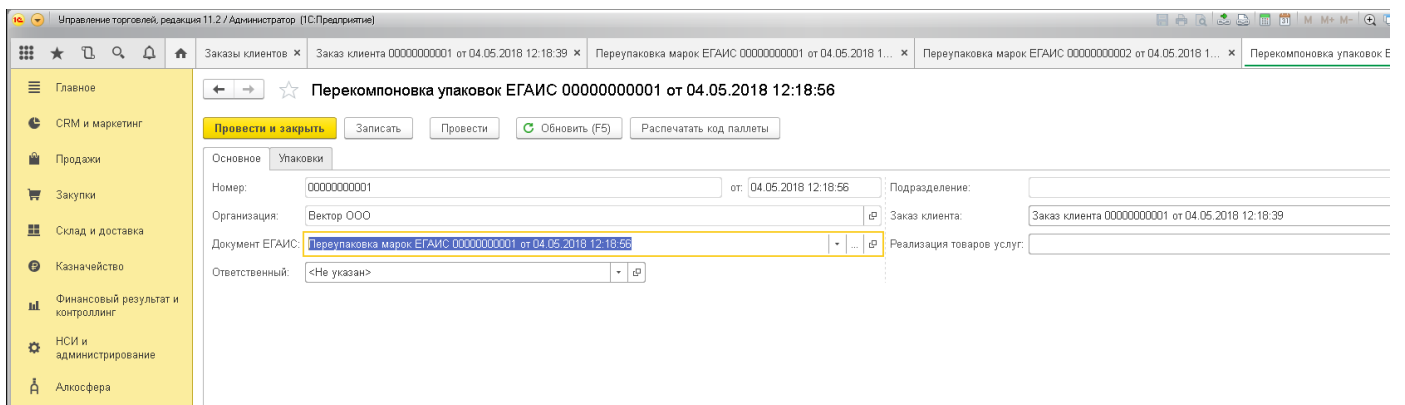 1С Управление торговлей, редакция 11.2 / Администратор (1С:Предприятие) M M+ M-
Заказы клиентов × Заказ клиента 00000000001 от 04.05.2018 12:18:39 × Переупаковка марок ЕГАИС 00000000001 от 04.05.2018 1... × Переупаковка марок ЕГАИС 00000000002 от 04.05.2018 1... × Перекомпоновка упаковок Е
Главное
CRM и маркетинг
Продажи
Закупки
Склад и доставка
Казначейство
Финансовый результат и
контроллинг
НСИ и
администрирование
Алкосфера
Перекомпоновка упаковок ЕГАИС 00000000001 от 04.05.2018 12:18:56
Провести и закрыть Записать Провести Обновить (F5) Распечатать код паллеты
Основное Упаковки
Номер: 00000000001 от: 04.05.2018 12:18:56 Подразделение:
Организация: Вектор ООО Заказ клиента: Заказ клиента 00000000001 от 04.05.2018 12:18:39
Документ ЕГАИС: Переупаковка марок ЕГАИС 00000000001 от 04.05.2018 12:18:56 ... Реализация товаров услуг:
Ответственный: <Не указан>